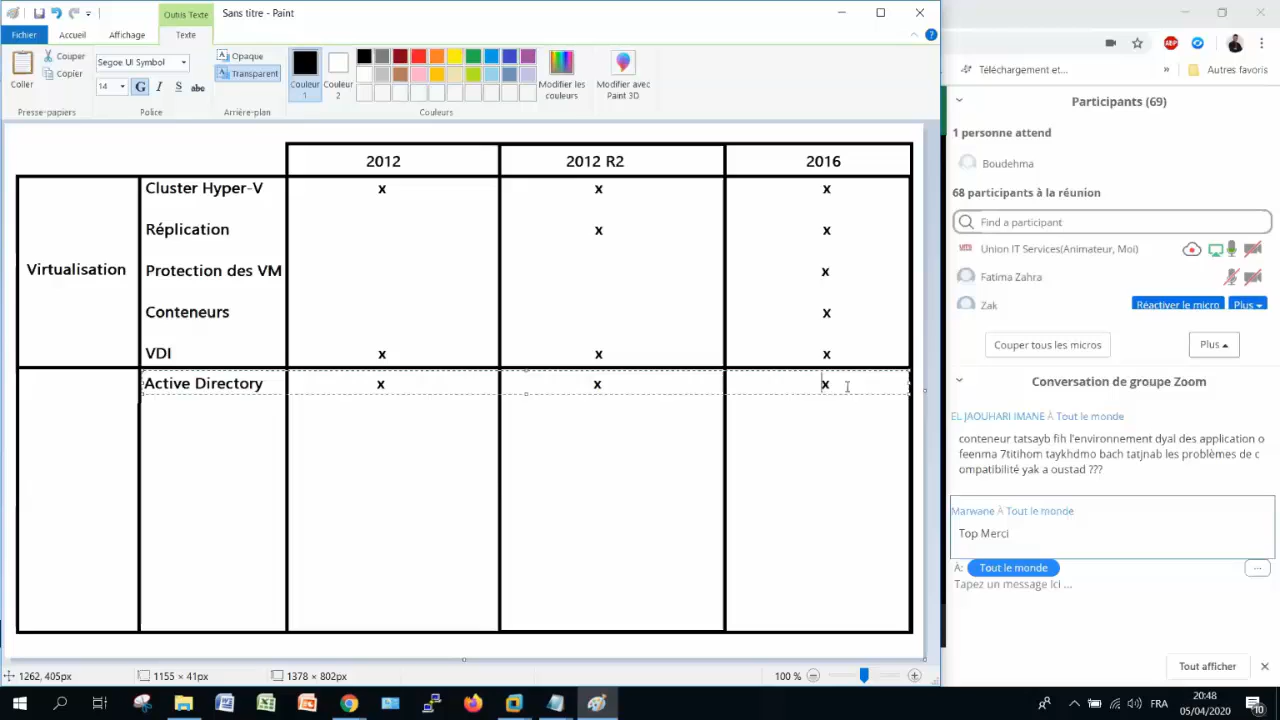 Outils Texte
Sans titre - Paint
Fichier
Accueil
Affichage
Texte
Coller
Couper
Copier
Presse-papiers
Segoe UI Symbol
14
G
I
S
abc
Police
Opaque
Transparent
Arrière-plan
Couleur 1
Couleur 2
Modifier les couleurs
Modifier avec Paint 3D
Couleurs
2012 2012 R2 2016
Virtualisation
Cluster Hyper-V x x x
Réplication x x
Protection des VM x
Conteneurs x
VDI x x x
Active Directory x x x
1262, 405px
1155 × 41px
1378 × 802px
100 %
ABP
Téléchargement et...
»
Autres favoris
Participants (69)
1 personne attend
Boudehma
68 participants à la réunion
Find a participant
Union IT Services(Animateur, Moi)
Fatima Zahra
Zak
Réactiver le micro
Plus
Couper tous les micros
Plus
Conversation de groupe Zoom
EL JAOUHARI IMANE À Tout le monde
conteneur tatsayb fih l'environnement dyal des application o
feenma 7titihom taykhdmo bach tatjnab les problèmes de c
ompatibilité yak a oustad ???
Marwane À Tout le monde
Top Merci
À: Tout le monde
...
Tapez un message ici ...
Tout afficher
FRA
20:48
05/04/2020
10